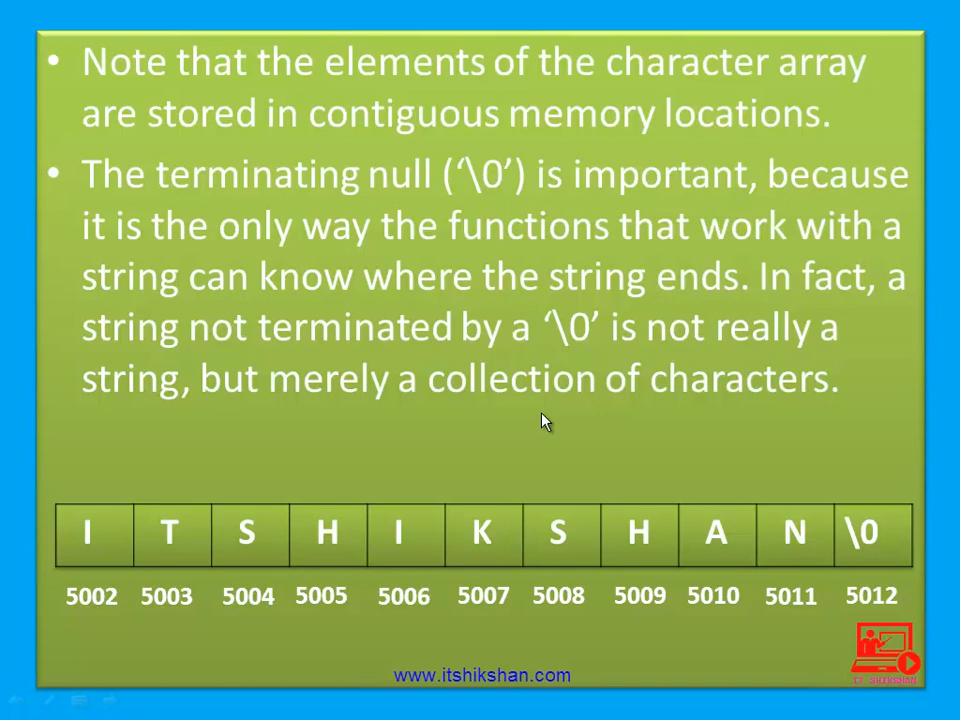 • Note that the elements of the character array
are stored in contiguous memory locations.
• The terminating null (‘\0’) is important, because
it is the only way the functions that work with a
string can know where the string ends. In fact, a
string not terminated by a ‘\0’ is not really a
string, but merely a collection of characters.
I T S H I K S H A N \0
5002 5003 5004 5005 5006 5007 5008 5009 5010 5011 5012
IT SHIKSHAN
www.itshikshan.com